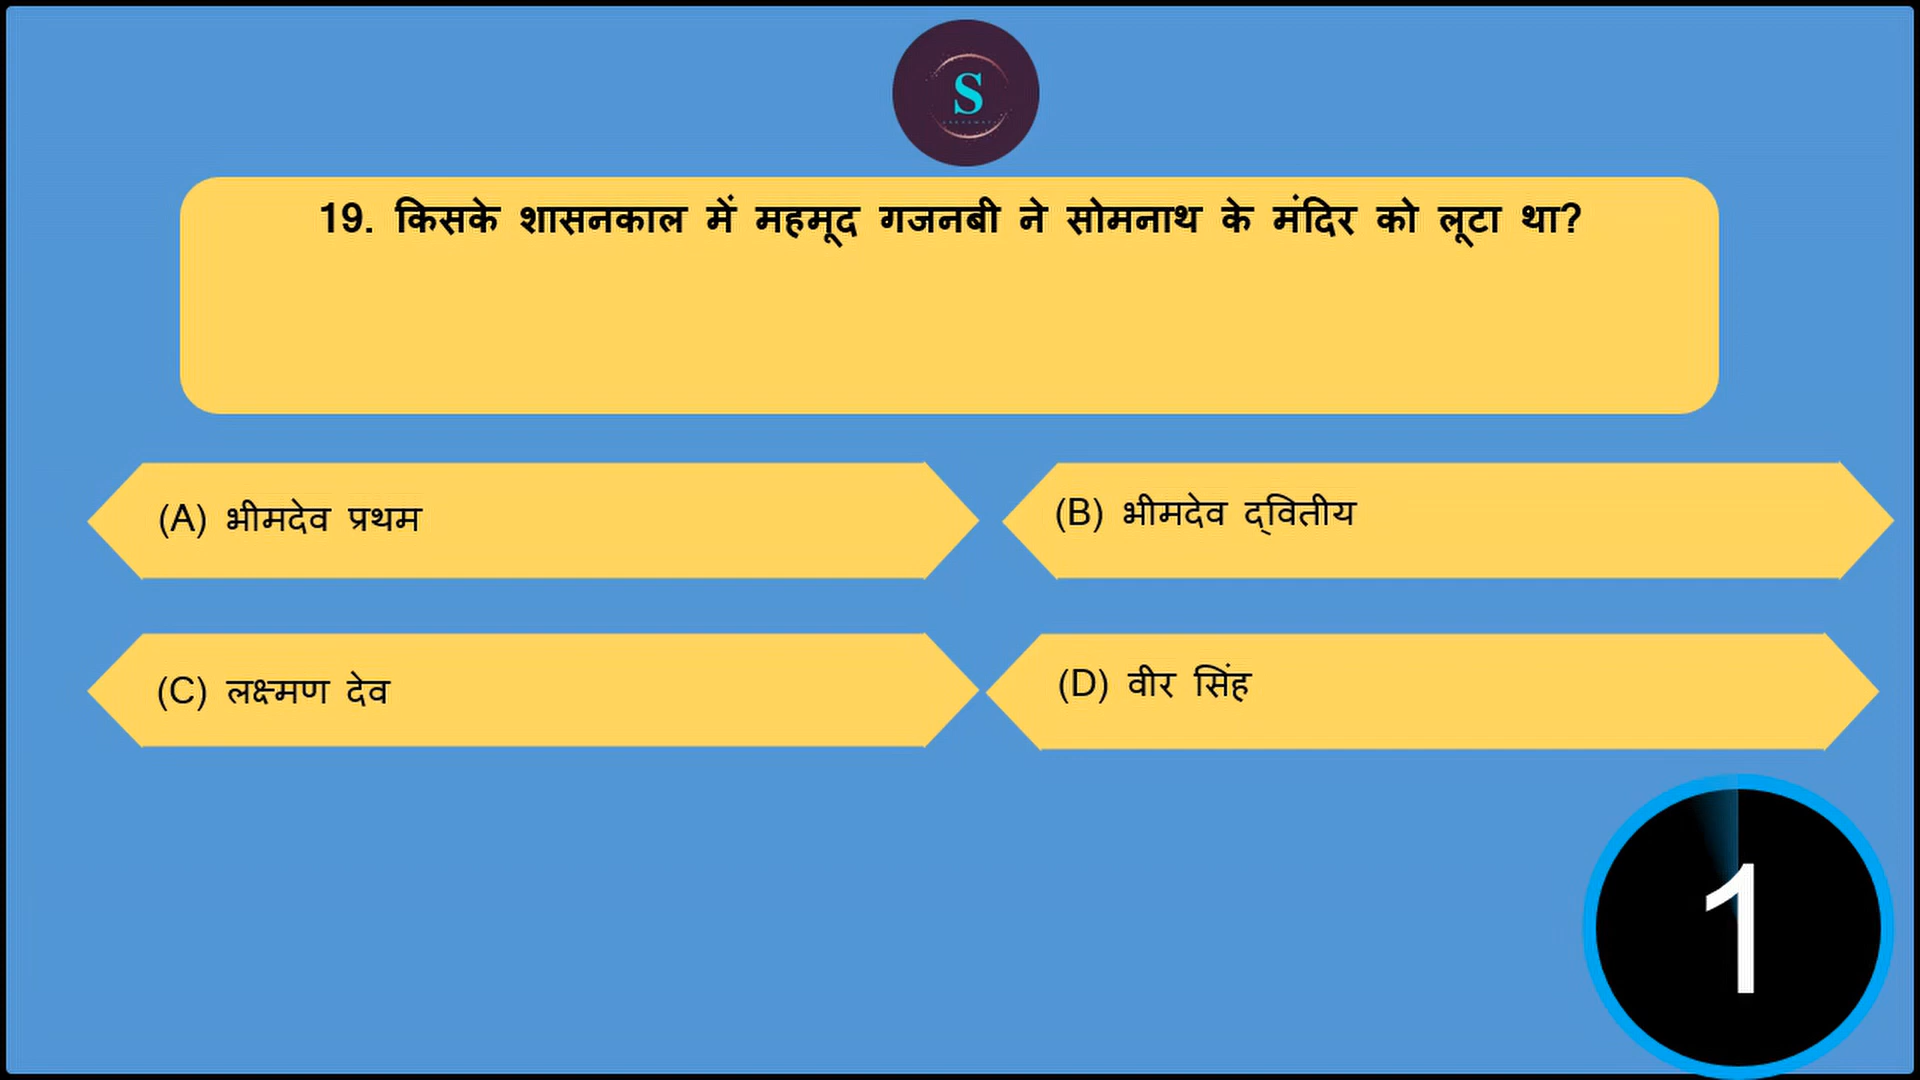 S
19. किसके शासनकाल में महमूद गजनबी ने सोमनाथ के मंदिर को लूटा था?
(A) भीमदेव प्रथम
(B) भीमदेव द्वितीय
(C) लक्ष्मण देव
(D) वीर सिंह
1